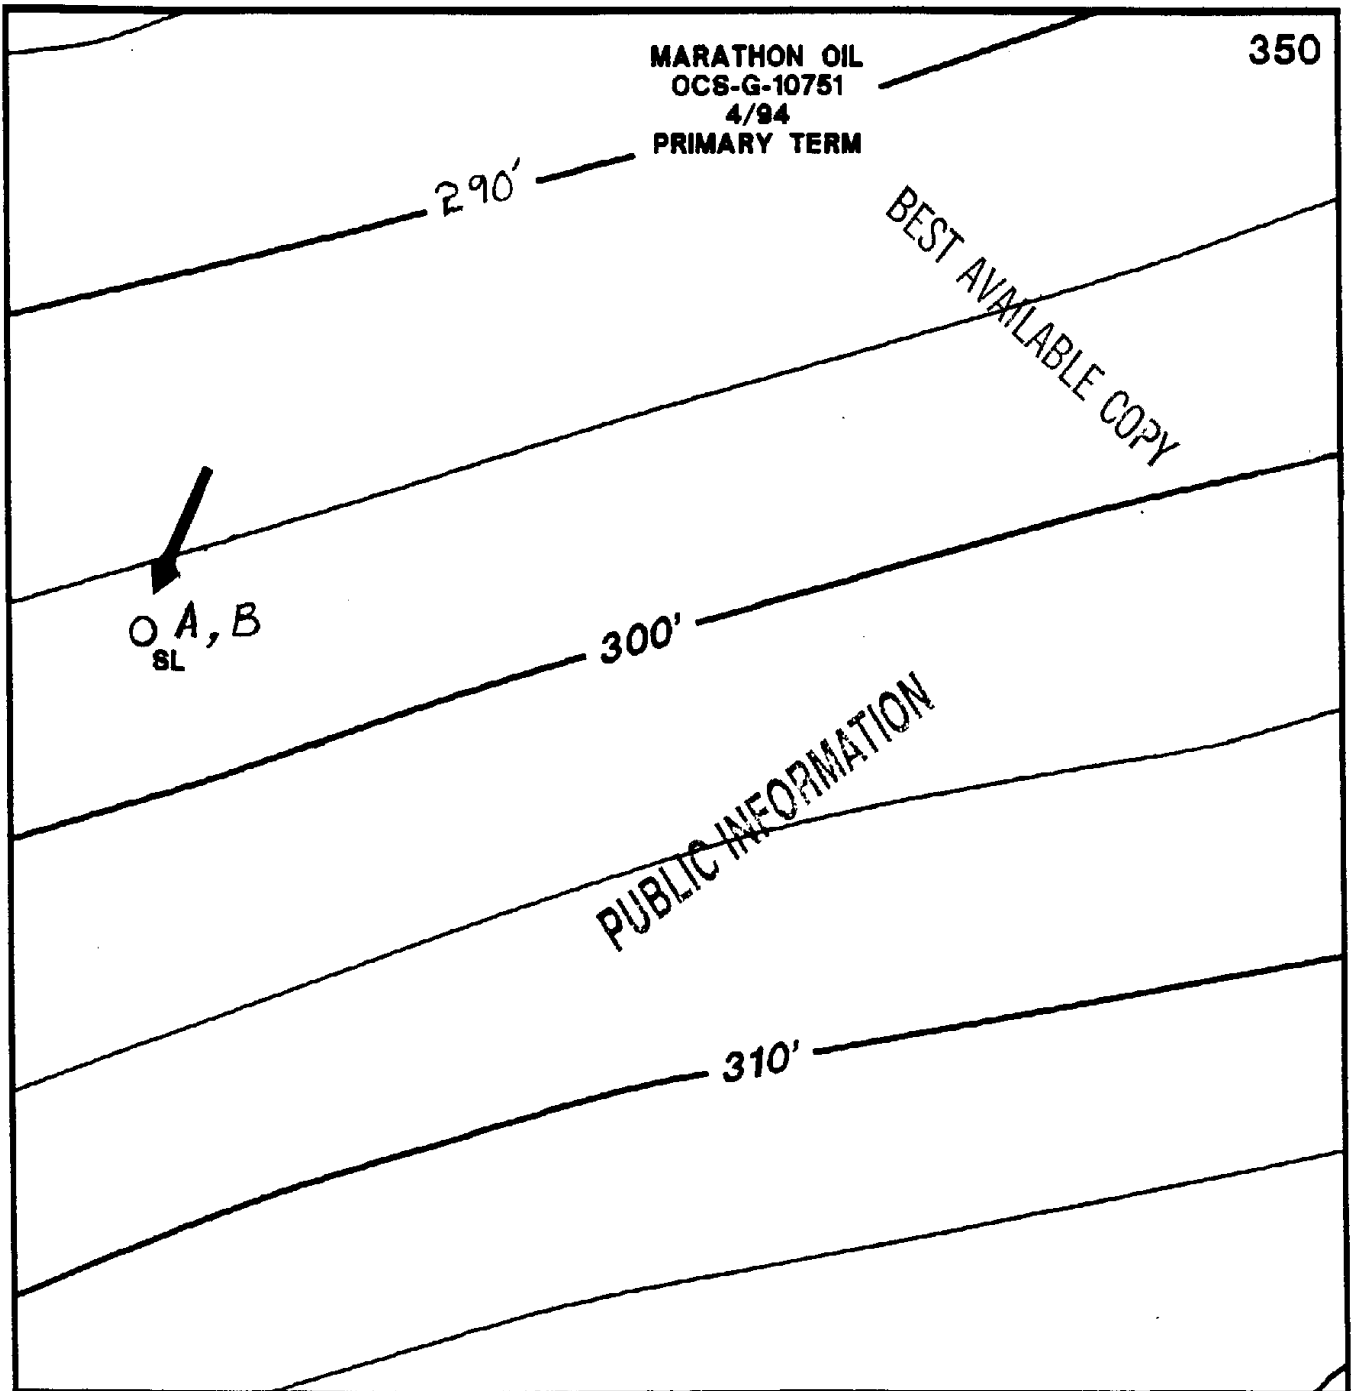 MARATHON OIL
OCS-G-10751
4/94
PRIMARY TERM
350
290'
BEST AVAILABLE COPY
A, B
SL
300'
PUBLIC INFORMATION
310'